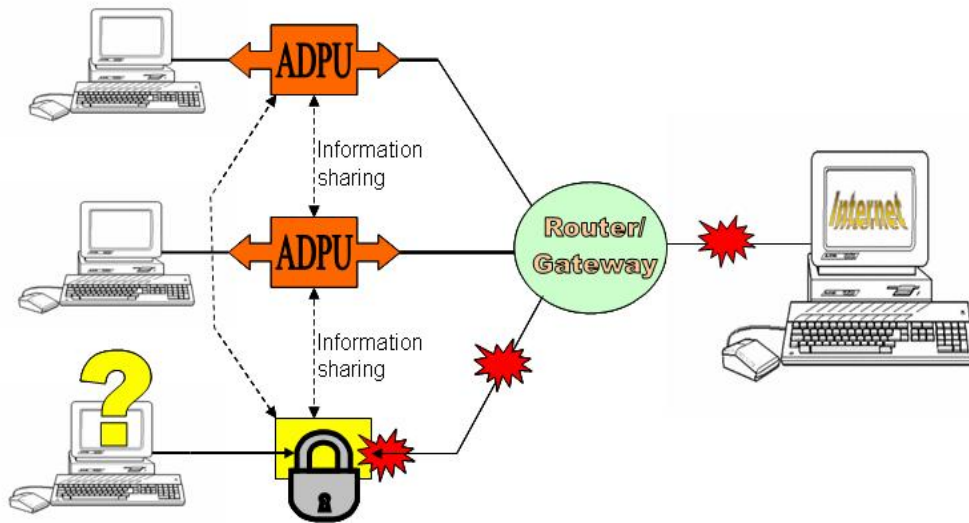 ADPU
Information
sharing
ADPU
Router/
Gateway
Internet
Information
sharing
?